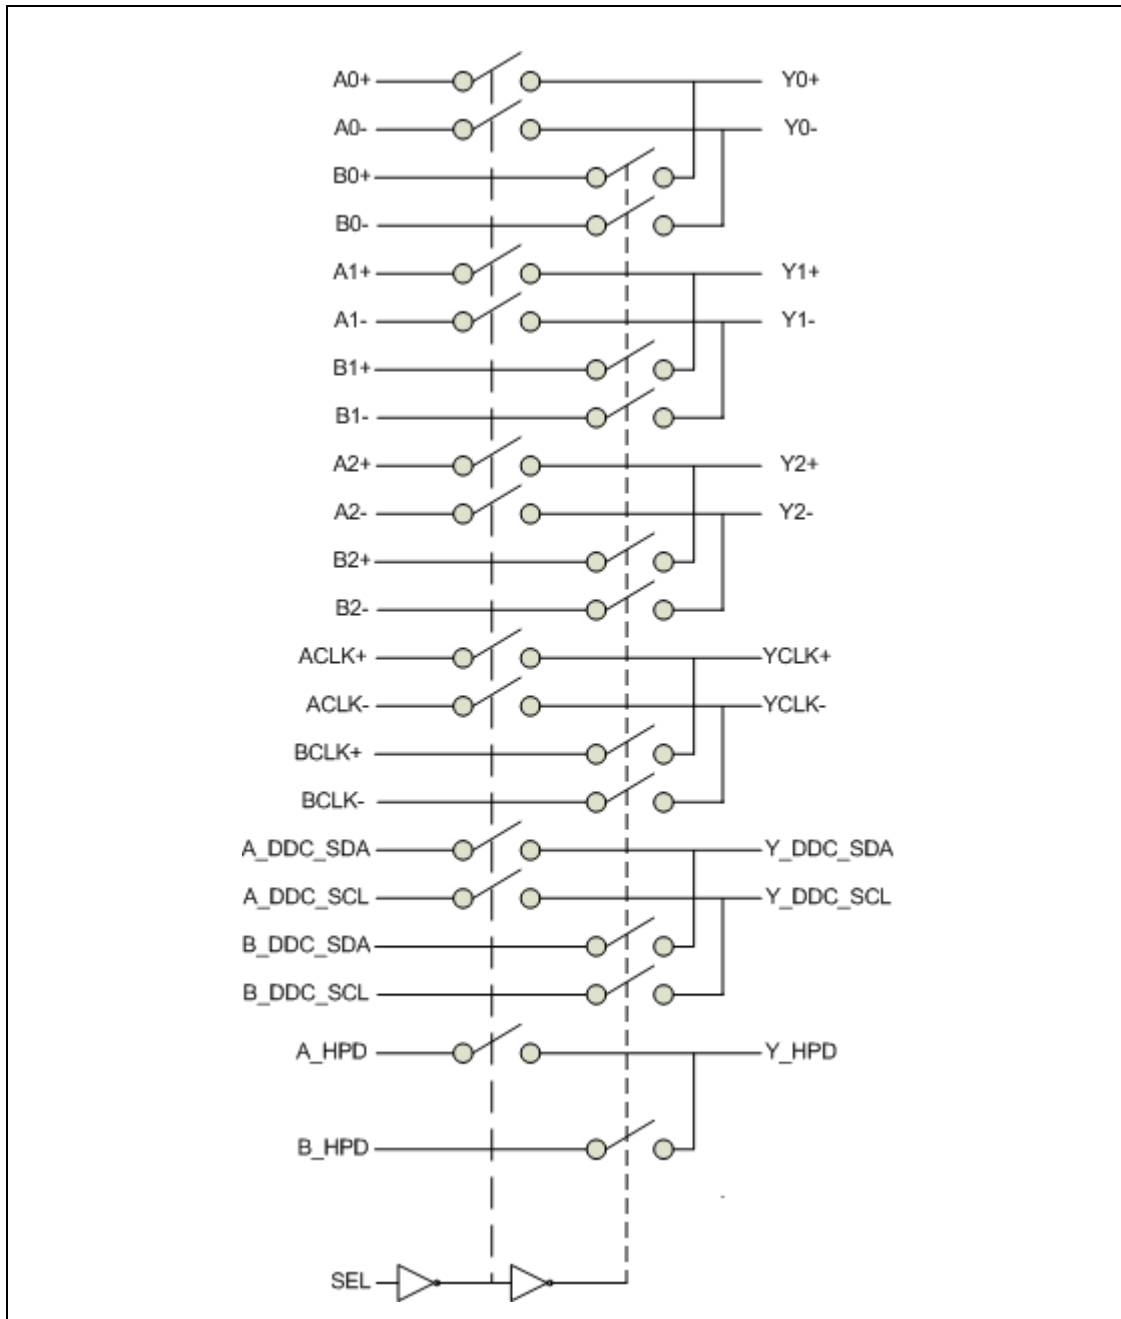 A0+ Y0+
A0- Y0-
B0+
B0-
A1+ Y1+
A1- Y1-
B1+
B1-
A2+ Y2+
A2- Y2-
B2+
B2-
ACLK+ YCLK+
ACLK- YCLK-
BCLK+
BCLK-
A_DDC_SDA Y_DDC_SDA
A_DDC_SCL Y_DDC_SCL
B_DDC_SDA
B_DDC_SCL
A_HPD Y_HPD
B_HPD
SEL